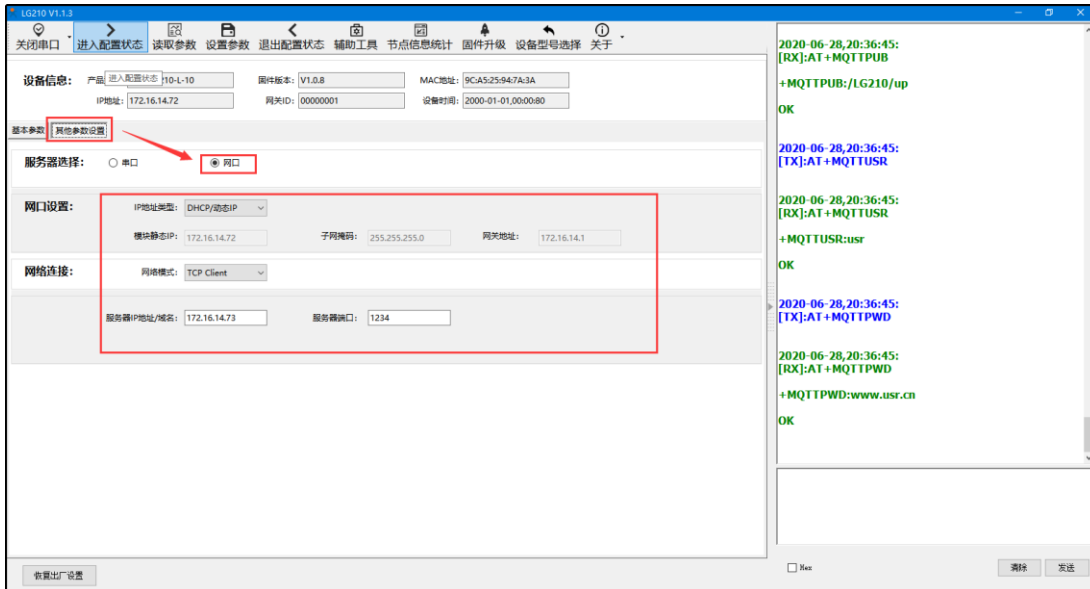 LG210 V1.1.3
关闭串口 进入配置状态 读取参数 设置参数 退出配置状态 辅助工具 节点信息统计 固件升级 设备型号选择 关于
设备信息: 产品 进入配置状态 10-L-10 固件版本: V1.0.8 MAC地址: 9C:A5:25:94:7A:3A
IP地址: 172.16.14.72 网关ID: 00000001 设备时间: 2000-01-01,00:00:80
基本参数 其他参数设置
服务器选择: 串口 网口
网口设置: IP地址类型: DHCP/动态IP
模块静态IP: 172.16.14.72 子网掩码: 255.255.255.0 网关地址: 172.16.14.1
网络连接: 网络模式: TCP Client
服务器IP地址/域名: 172.16.14.73 服务器端口: 1234
恢复出厂设置
2020-06-28,20:36:45:
[RX]:AT+MQTTPUB
+MQTTPUB:/LG210/up
OK
2020-06-28,20:36:45:
[TX]:AT+MQTTUSR
2020-06-28,20:36:45:
[RX]:AT+MQTTUSR
+MQTTUSR:usr
OK
2020-06-28,20:36:45:
[TX]:AT+MQTTPWD
2020-06-28,20:36:45:
[RX]:AT+MQTTPWD
+MQTTPWD:www.usr.cn
OK
Hex 清除 发送